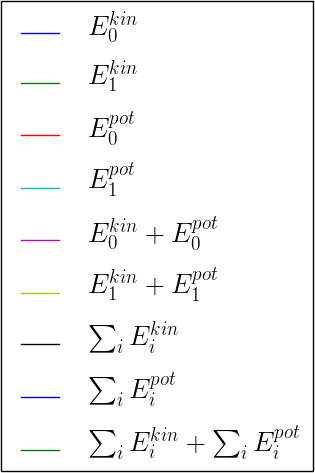 $E_0^{kin}$
$E_1^{kin}$
$E_0^{pot}$
$E_1^{pot}$
$E_0^{kin} + E_0^{pot}$
$E_1^{kin} + E_1^{pot}$
$\sum_i E_i^{kin}$
$\sum_i E_i^{pot}$
$\sum_i E_i^{kin} + \sum_i E_i^{pot}$